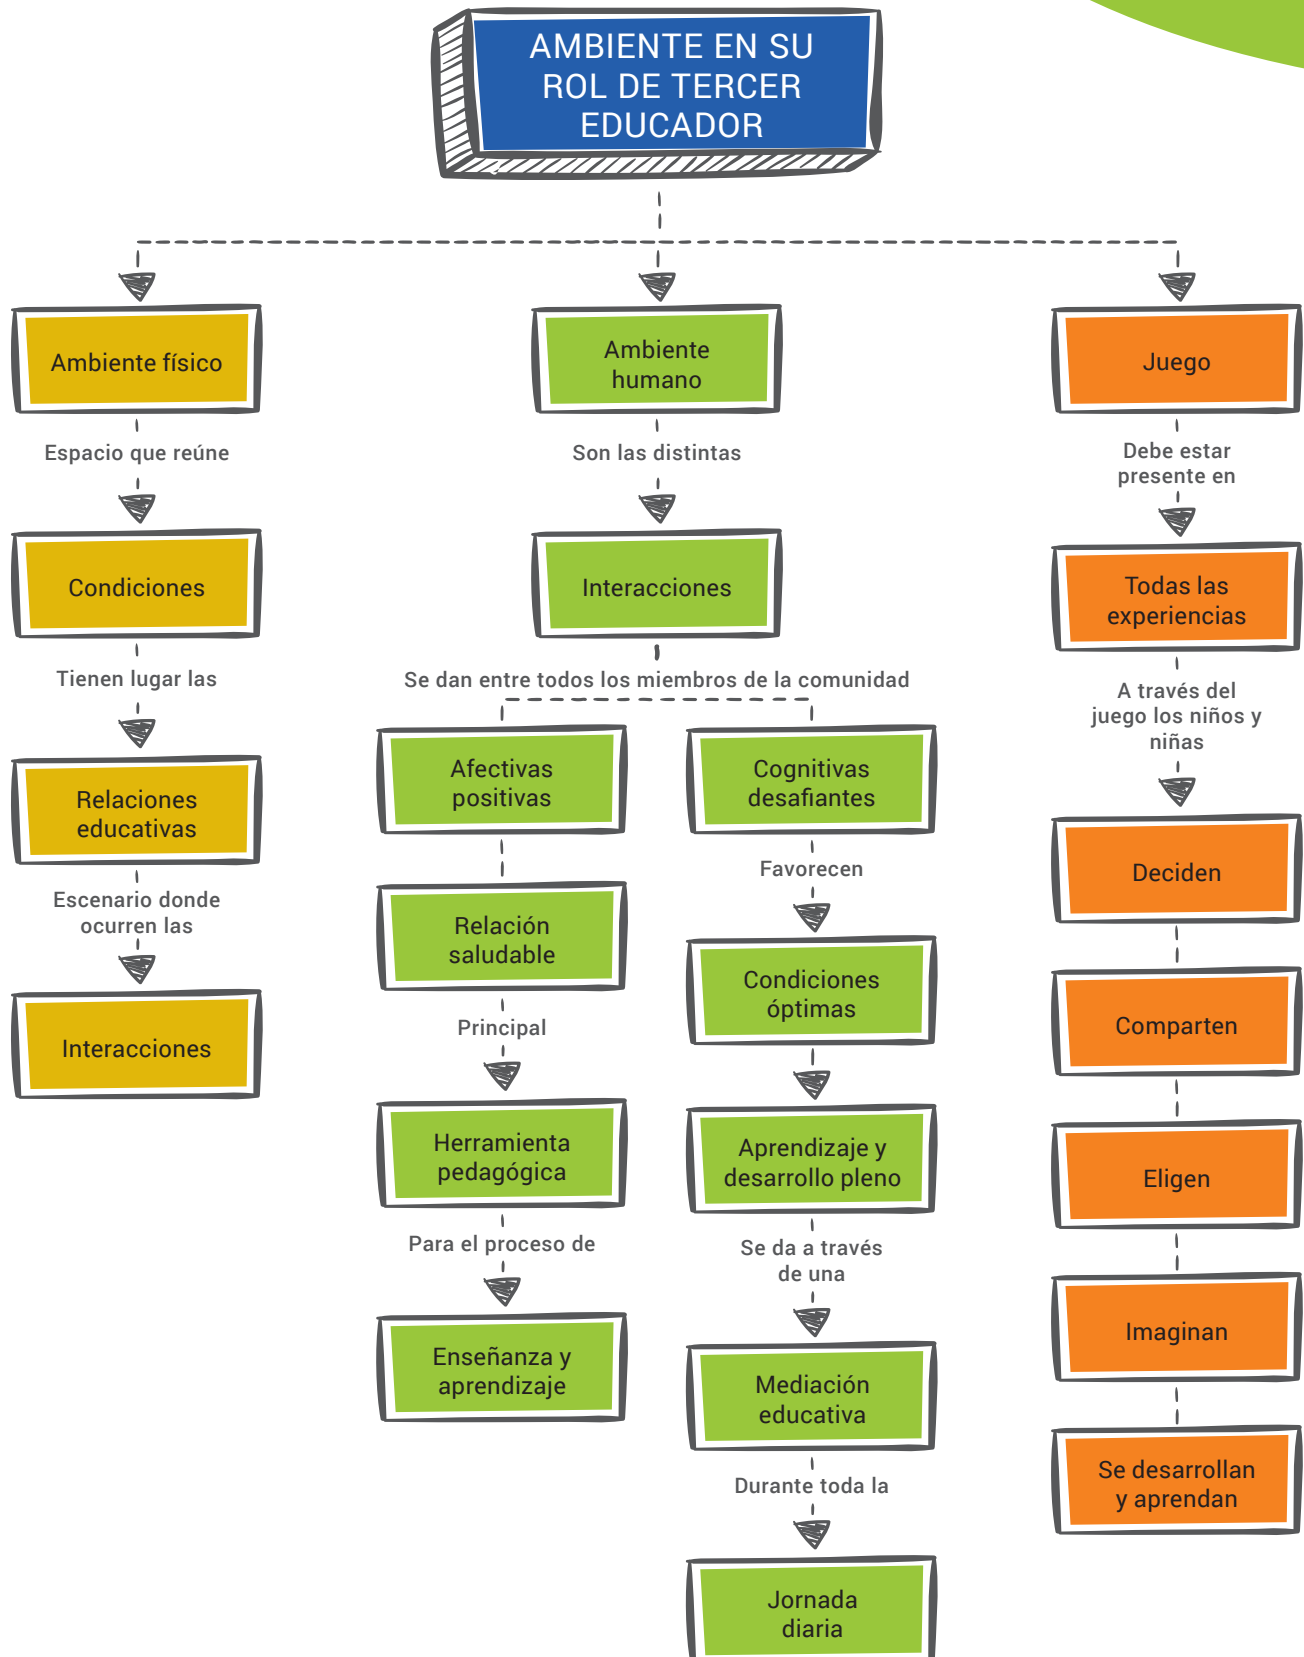 AMBIENTE EN SU
ROL DE TERCER
EDUCADOR
Ambiente físico
Espacio que reúne
Condiciones
Tienen lugar las
Relaciones
educativas
Escenario donde
ocurren las
Interacciones
Ambiente
humano
Son las distintas
Interacciones
Se dan entre todos los miembros de la comunidad
Afectivas
positivas
Relación
saludable
Principal
Herramienta
pedagógica
Para el proceso de
Enseñanza y
aprendizaje
Cognitivas
desafiantes
Favorecen
Condiciones
óptimas
Aprendizaje y
desarrollo pleno
Se da a través
de una
Mediación
educativa
Durante toda la
Jornada
diaria
Juego
Debe estar
presente en
Todas las
experiencias
A través del
juego los niños y
niñas
Deciden
Comparten
Eligen
Imaginan
Se desarrollan
y aprendan